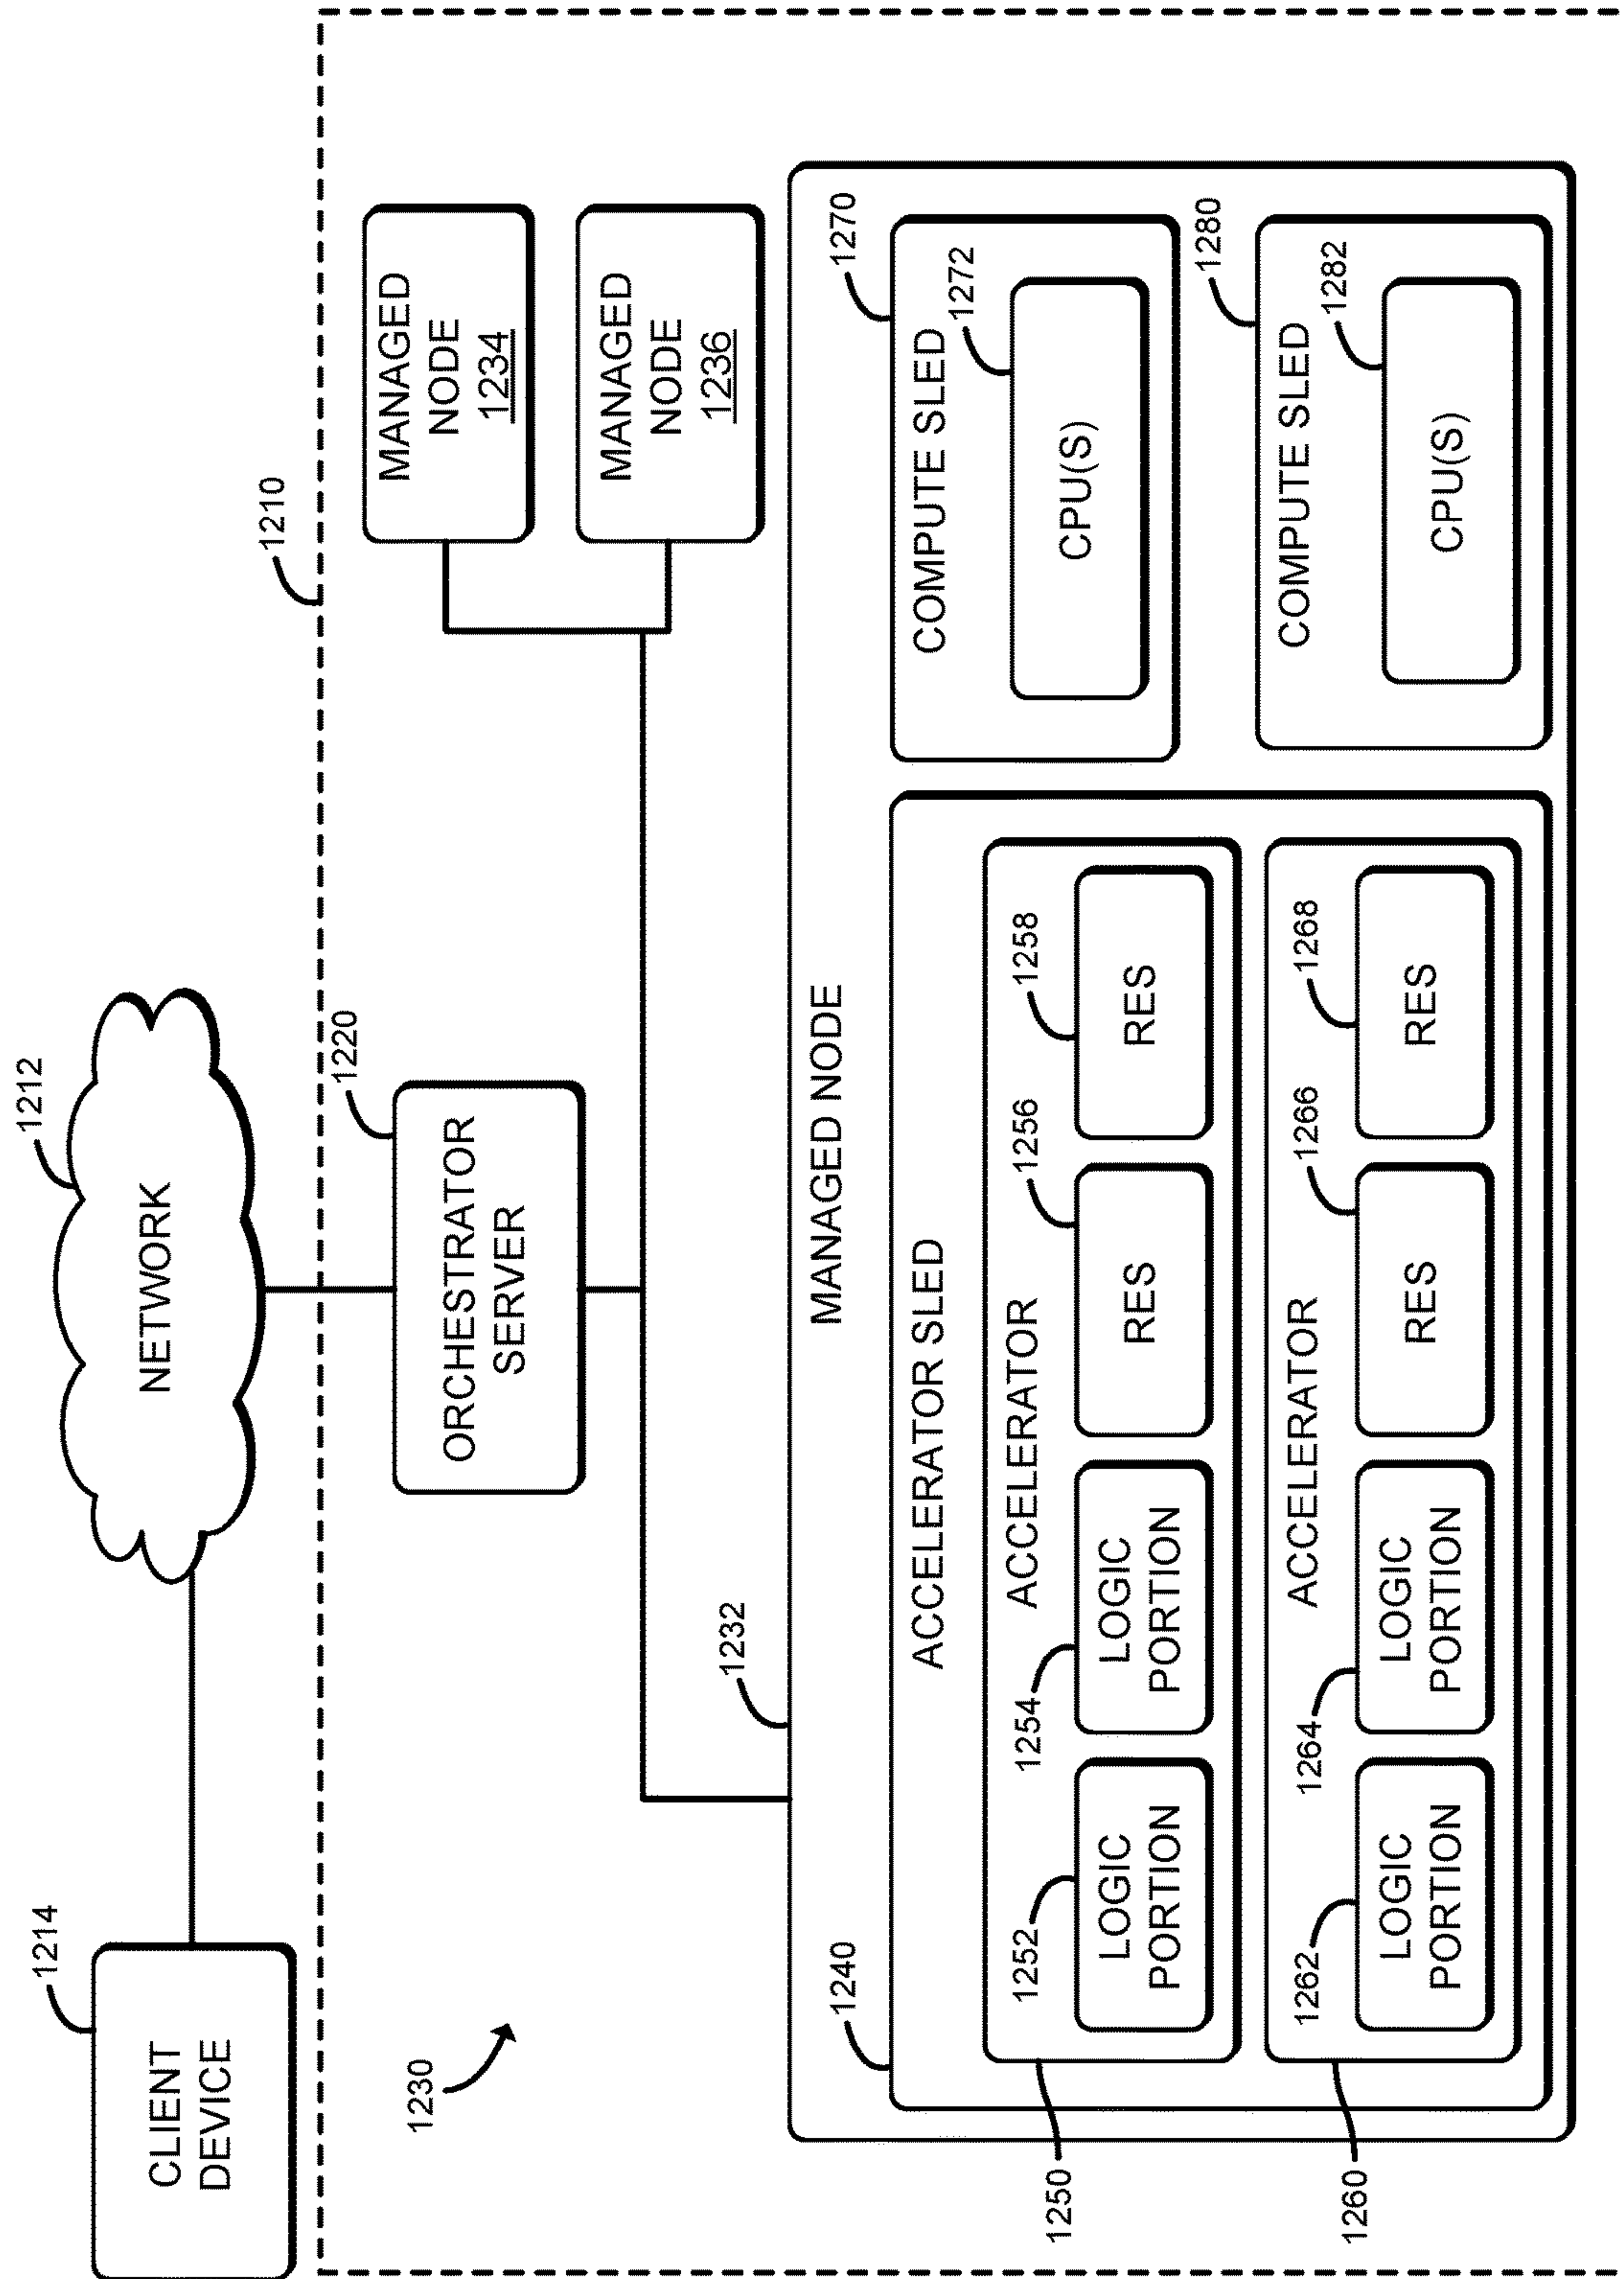 1214
CLIENT
DEVICE
1212
NETWORK
1210
1220
ORCHESTRATOR
SERVER
MANAGED
NODE
1234
MANAGED
NODE
1236
1230
1232
MANAGED NODE
1240
ACCELERATOR SLED
1250
ACCELERATOR
1252
LOGIC
PORTION
1254
LOGIC
PORTION
1256
RES
1258
RES
1260
ACCELERATOR
1262
LOGIC
PORTION
1264
LOGIC
PORTION
1266
RES
1268
RES
1270
COMPUTE SLED
1272
CPU(S)
1280
COMPUTE SLED
1282
CPU(S)